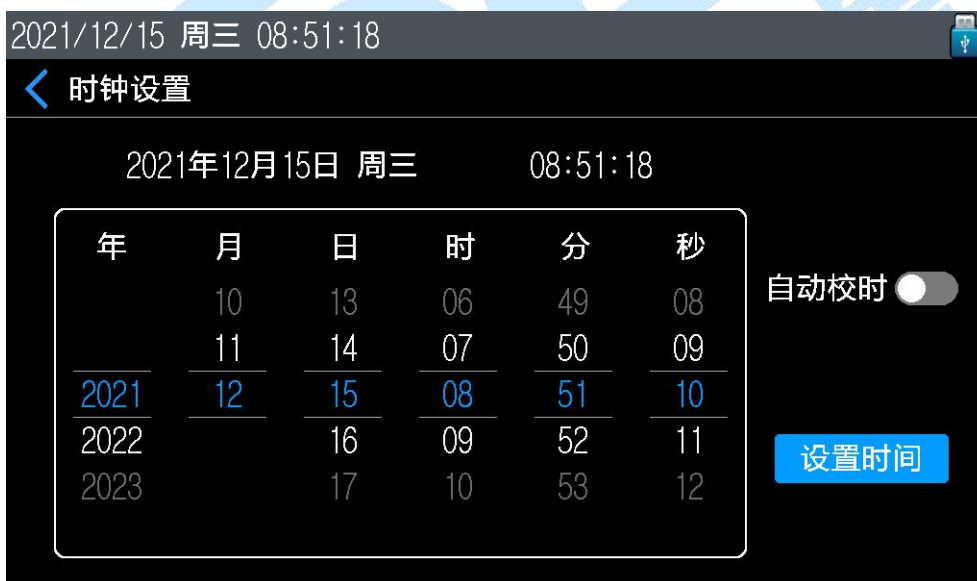 2021/12/15 周三 08:51:18
时钟设置
2021年12月15日 周三 08:51:18
年 月 日 时 分 秒
10 13 06 49 08
自动校时
11 14 07 50 09
2021 12 15 08 51 10
2022 16 09 52 11
设置时间
2023 17 10 53 12